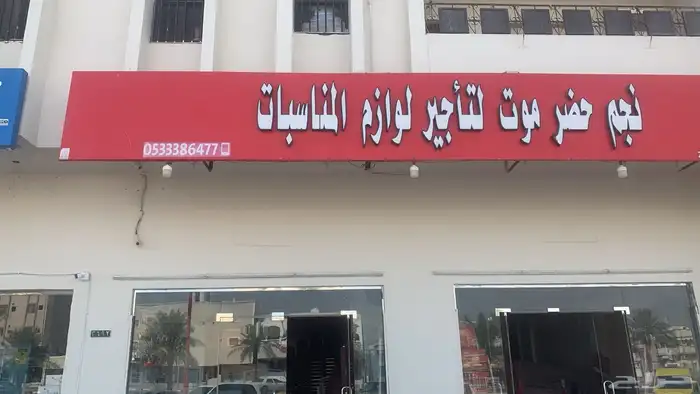 نجم حضر موت لتأجير لوازم المناسبات
0533386477